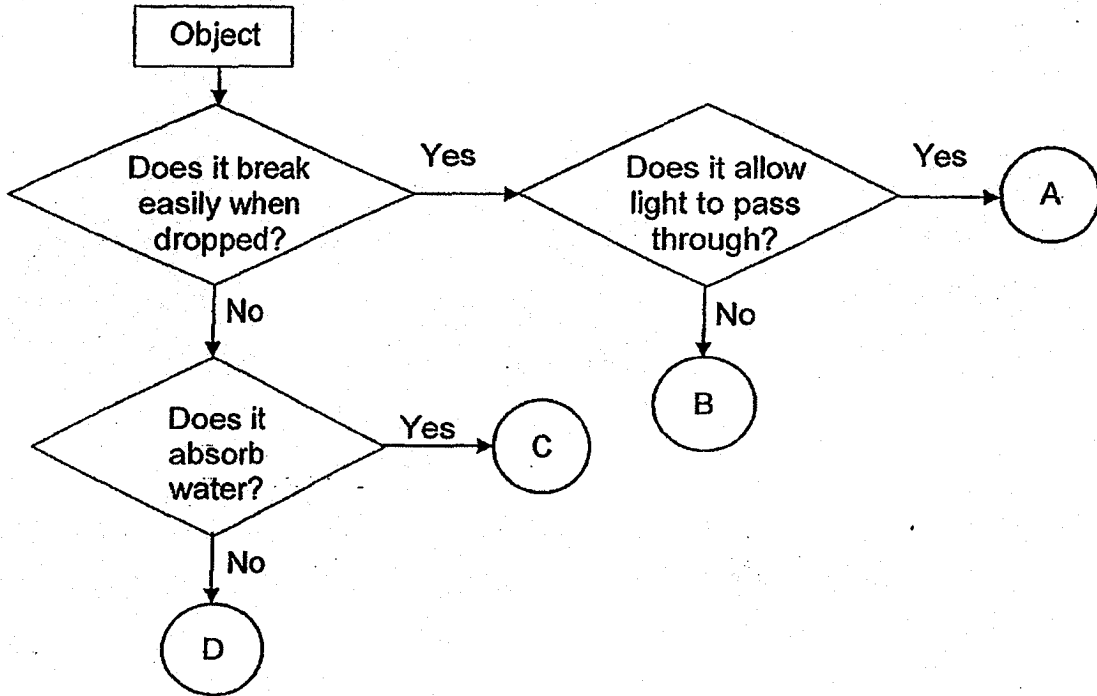 Object
Does it break
easily when
dropped?
Yes
Does it allow
light to pass
through?
Yes
A
No
No
B
Does it
absorb
water?
Yes
C
No
D